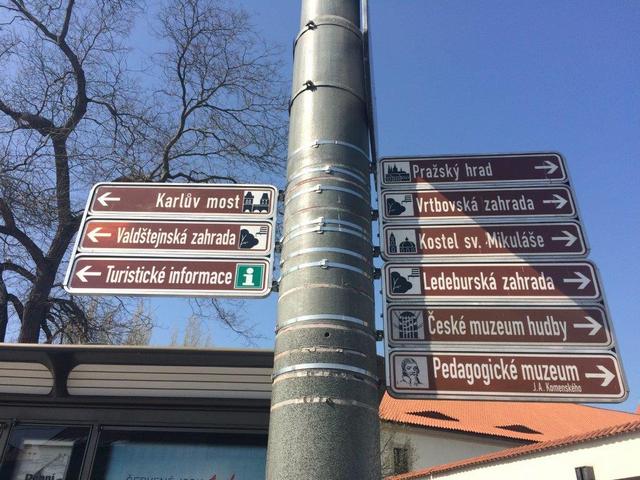 Karlův most
Valdštejnská zahrada
Turistické informace
i
Pražský hrad
Vrtbovská zahrada
Kostel sv. Mikuláše
Ledeburská zahrada
České muzeum hudby
Pedagogické muzeum
J.A. Komenského